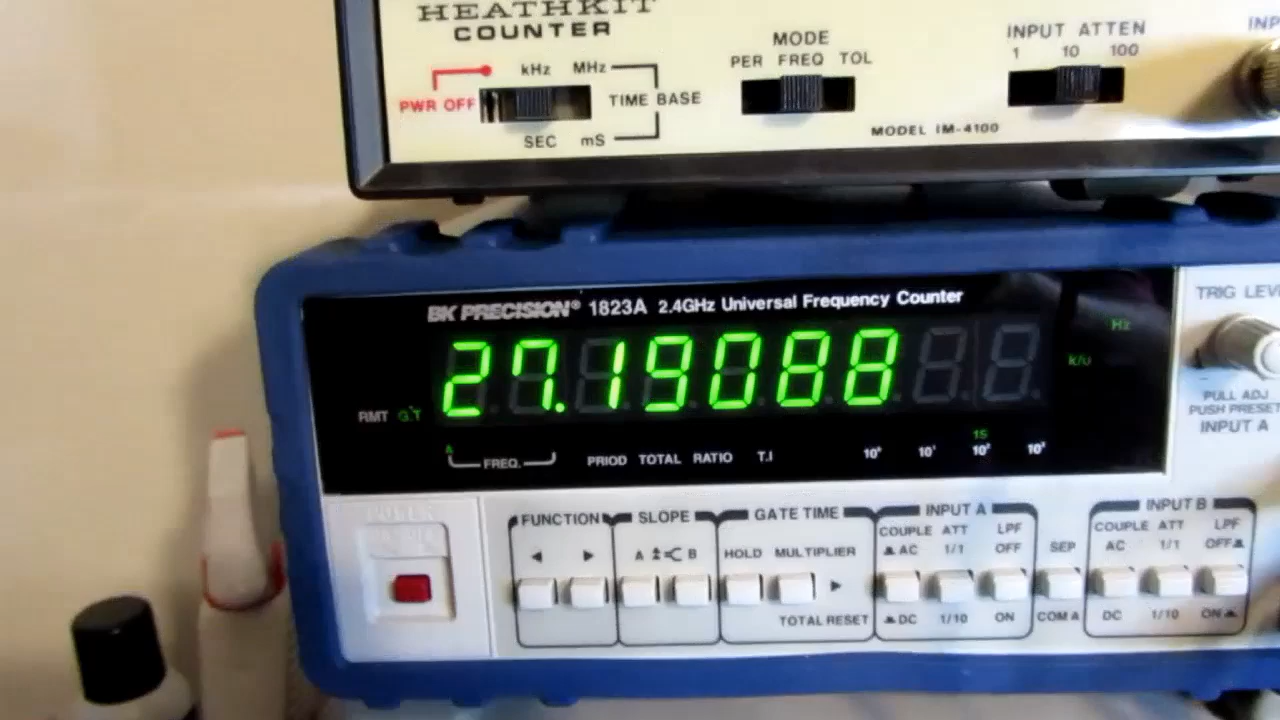 HEATHKIT
COUNTER
kHz MHz
PWR OFF
TIME BASE
SEC mS
MODE
PER FREQ TOL
INPUT ATTEN
1 10 100
MODEL IM-4100
BK PRECISION® 1823A 2.4GHz Universal Frequency Counter
27.19088
Hz
k/υ
RMT G.T
A
FREQ. PRIOD TOTAL RATIO T.I
1S
PULL ADJ
PUSH PRESET
INPUT A
FUNCTION SLOPE GATE TIME INPUT A INPUT B
COUPLE ATT LPF
AC 1/1 OFF
DC 1/10 ON
A B
HOLD MULTIPLIER
TOTAL RESET
SEP
COM A
COUPLE ATT LPF
AC 1/1 OFF
DC 1/10 ON